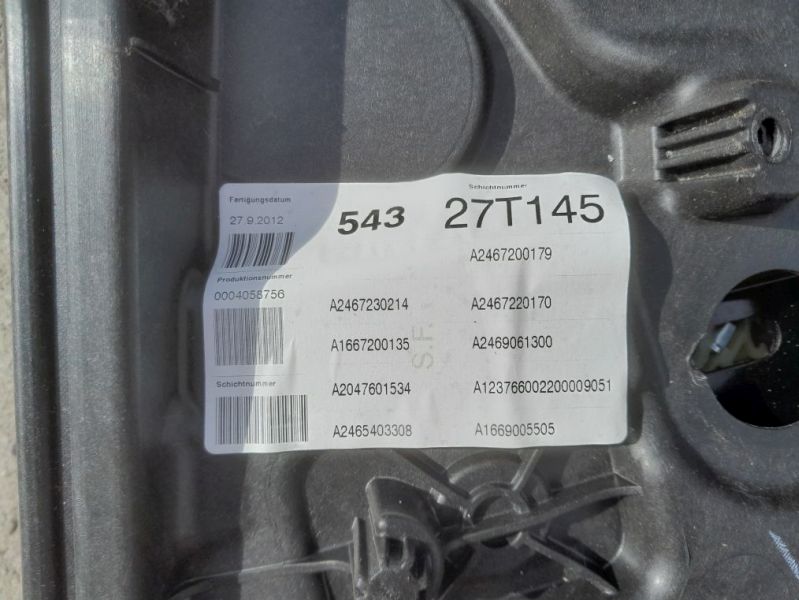 Fertigungsdatum
27.9.2012
543
Schichtnummer
27T145
A2467200179
Produktionsnummer
0004058756
A2467230214 A2467220170
A1667200135 A2469061300
S.F.
Schichtnummer
A2047601534 A123766002200009051
A2465403308 A1669005505